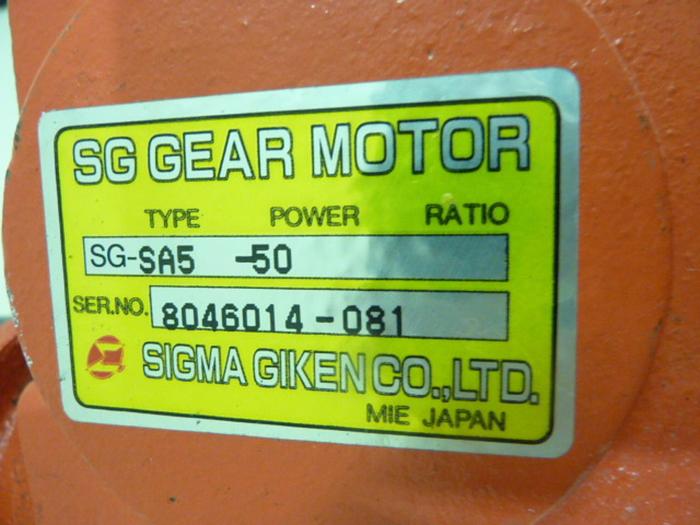 SG GEAR MOTOR
TYPE POWER RATIO
SG-SA5 -50
SER.NO. 8046014-081
SIGMA GIKEN CO.,LTD.
MIE JAPAN